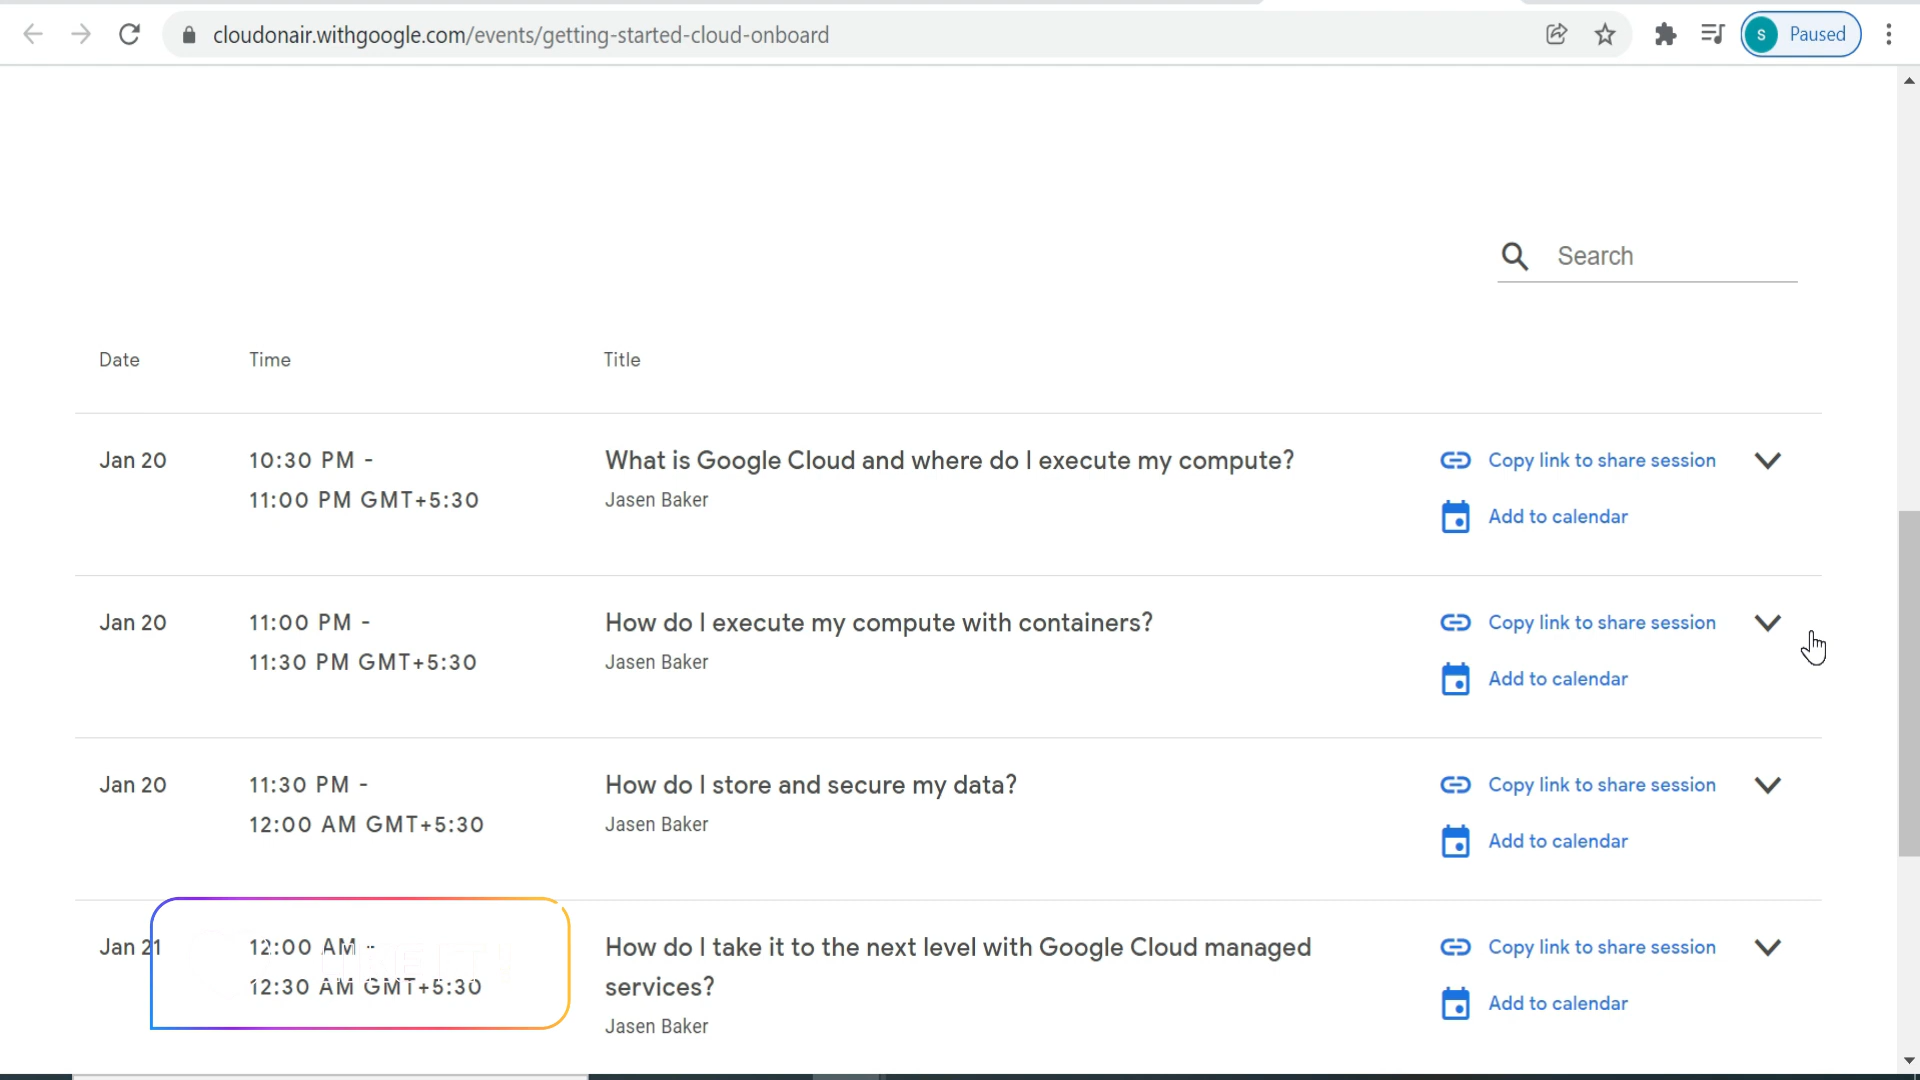 cloudonair.withgoogle.com/events/getting-started-cloud-onboard
S Paused
Search
Date Time Title
Jan 20 10:30 PM - What is Google Cloud and where do I execute my compute? Copy link to share session
11:00 PM GMT+5:30 Jasen Baker Add to calendar
Jan 20 11:00 PM - How do I execute my compute with containers? Copy link to share session
11:30 PM GMT+5:30 Jasen Baker Add to calendar
Jan 20 11:30 PM - How do I store and secure my data? Copy link to share session
12:00 AM GMT+5:30 Jasen Baker Add to calendar
Jan 21 12:00 AM - How do I take it to the next level with Google Cloud managed Copy link to share session
12:30 AM GMT+5:30 services? Add to calendar
Jasen Baker